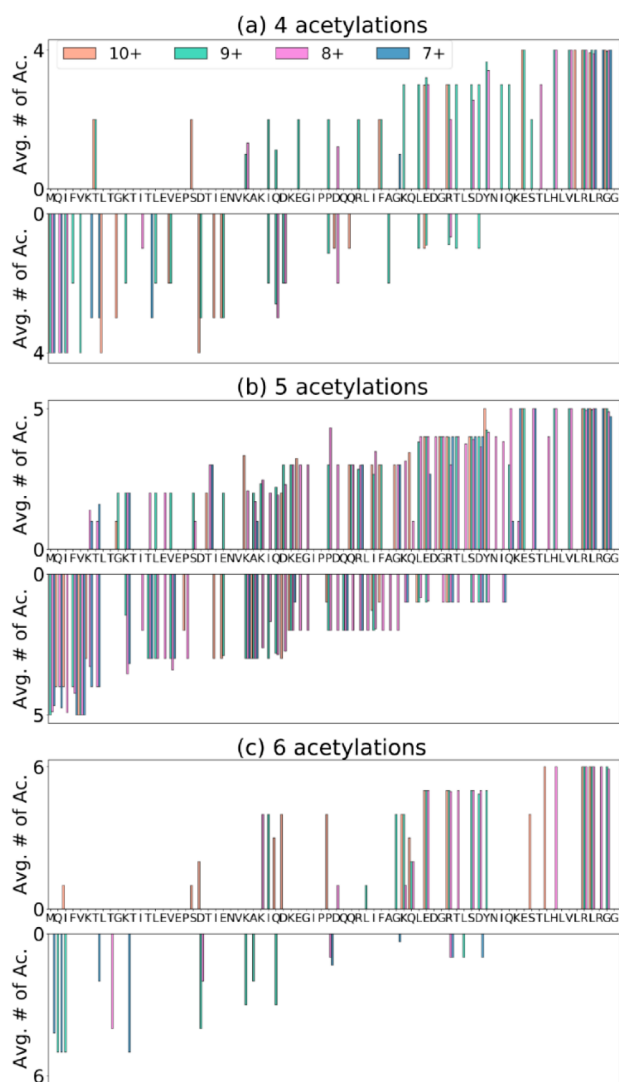 (a) 4 acetylations
4
10+ 9+ 8+ 7+
Avg. # of Ac.
0
MQIFVKTLTGKTITLEVEPSDTIENVKAKIQDKEGIPPDQQRLIFAGKQLEDGRTLSDYNIQKESTLHLVLRLRGG
0
Avg. # of Ac.
4
(b) 5 acetylations
5
Avg. # of Ac.
0
MQIFVKTLTGKTITLEVEPSDTIENVKAKIQDKEGIPPDQQRLIFAGKQLEDGRTLSDYNIQKESTLHLVLRLRGG
0
Avg. # of Ac.
5
(c) 6 acetylations
6
Avg. # of Ac.
0
MQIFVKTLTGKTITLEVEPSDTIENVKAKIQDKEGIPPDQQRLIFAGKQLEDGRTLSDYNIQKESTLHLVLRLRGG
0
Avg. # of Ac.
6